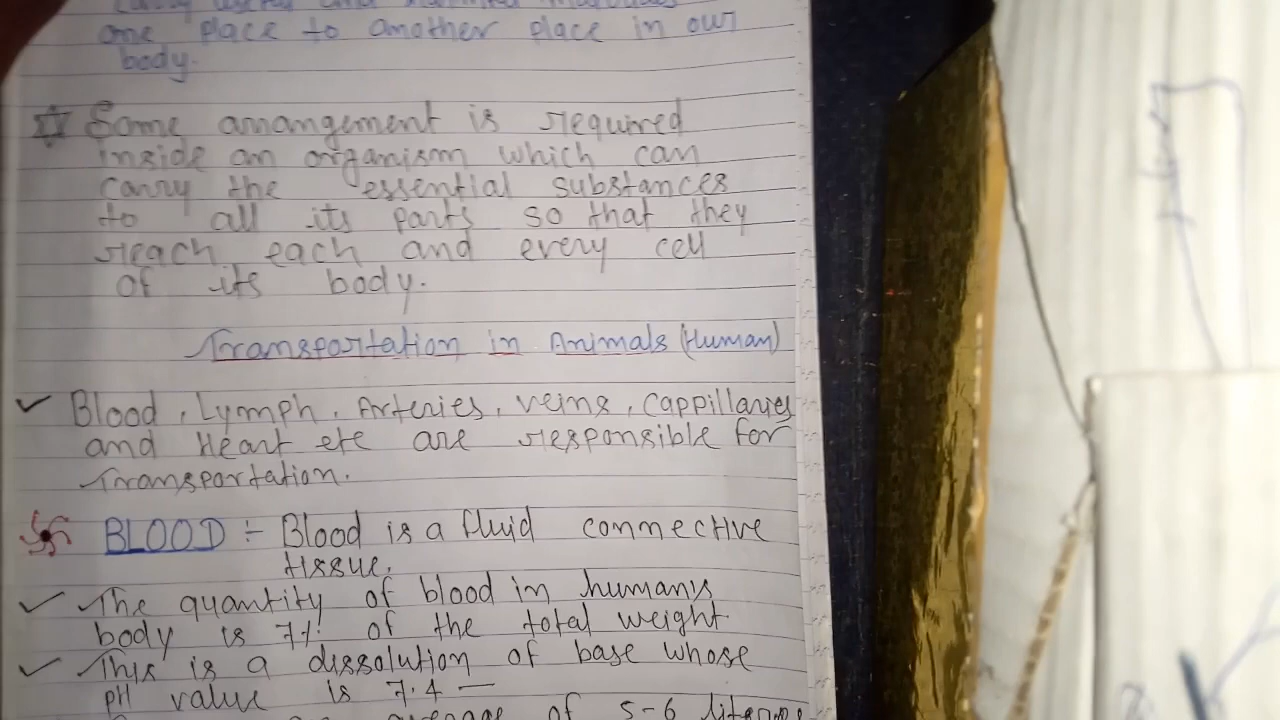 one place to another place in our
body.
Some arrangement is required
inside an organism which can
carry the essential substances
to all its parts so that they
reach each and every cell
of its body.
Transportation in Animals (Human)
Blood, Lymph, Arteries, veins, cappillaries
and Heart etc are responsible for
Transportation.
BLOOD :- Blood is a fluid connective
tissue.
The quantity of blood in human's
body is 7% of the total weight
This is a dissolution of base whose
pH value is 7.4 —
average of 5-6 liter